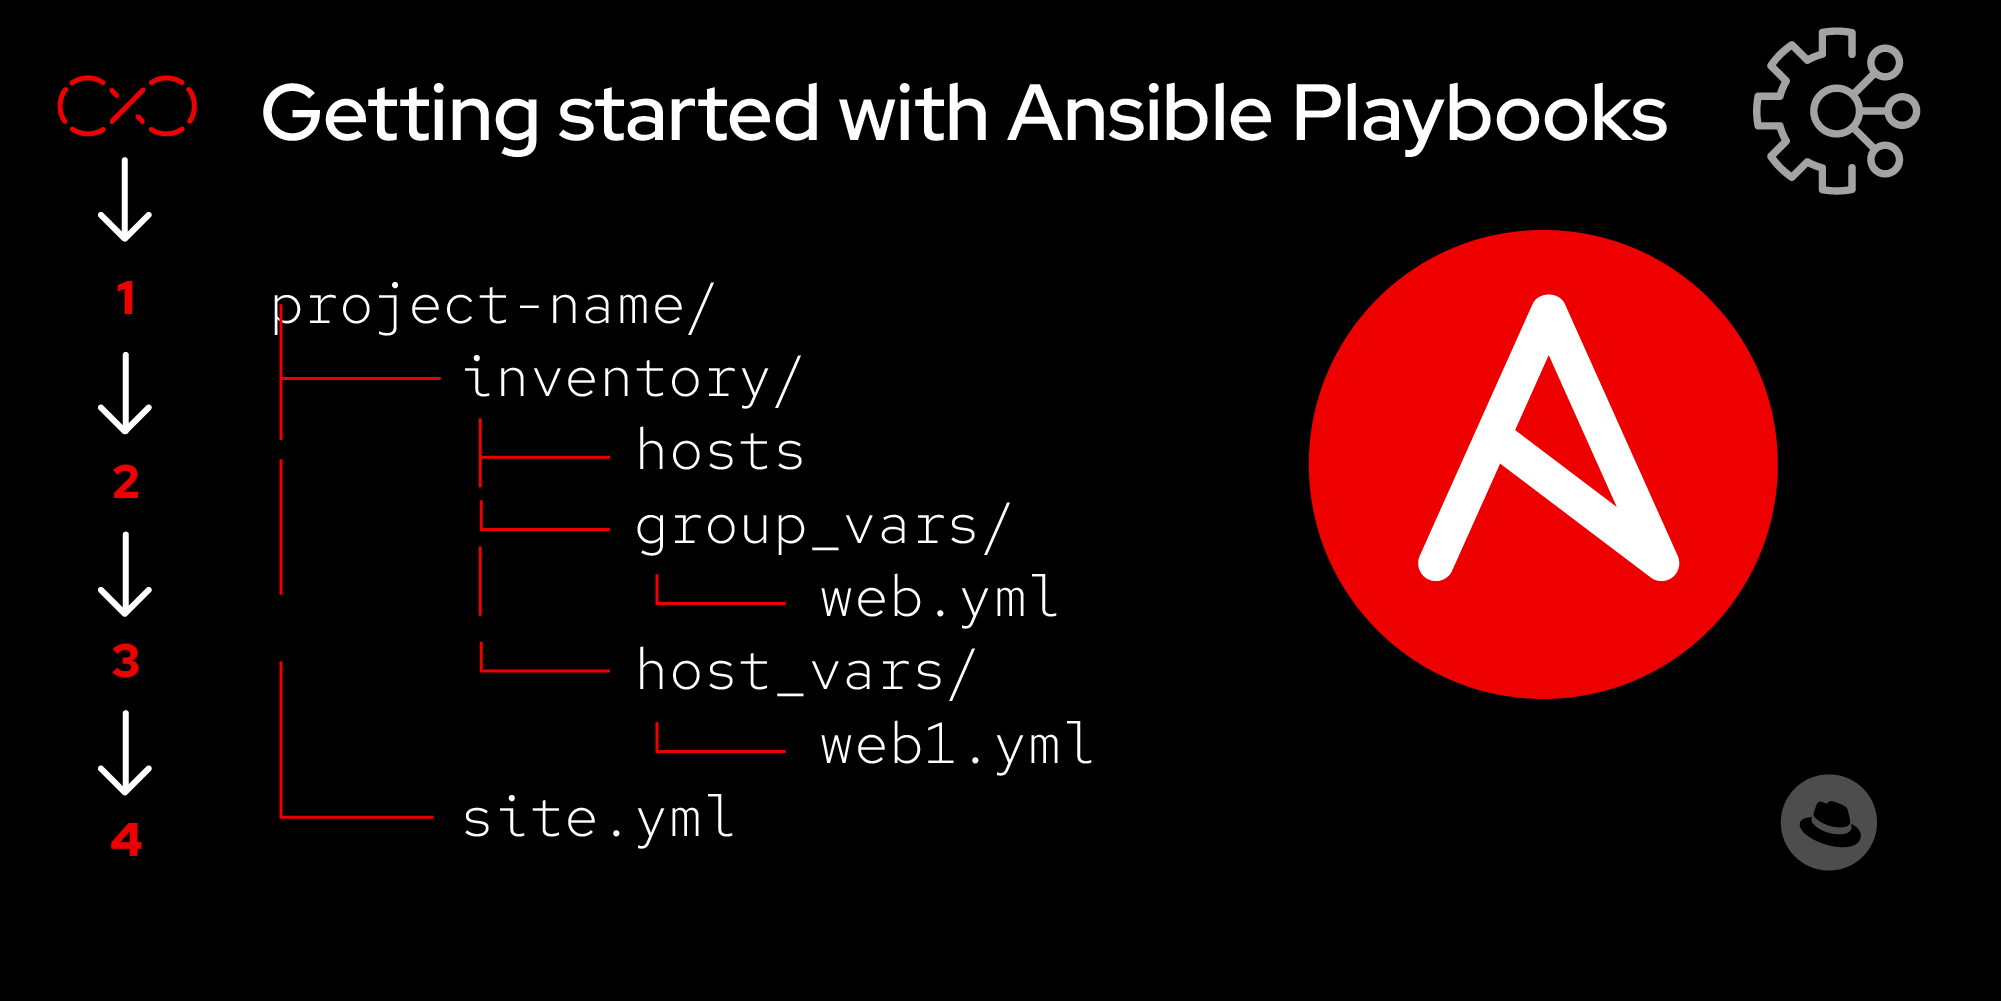 Getting started with Ansible Playbooks
1
project-name/
inventory/
hosts
2
group_vars/
web.yml
3
host_vars/
web1.yml
site.yml
4